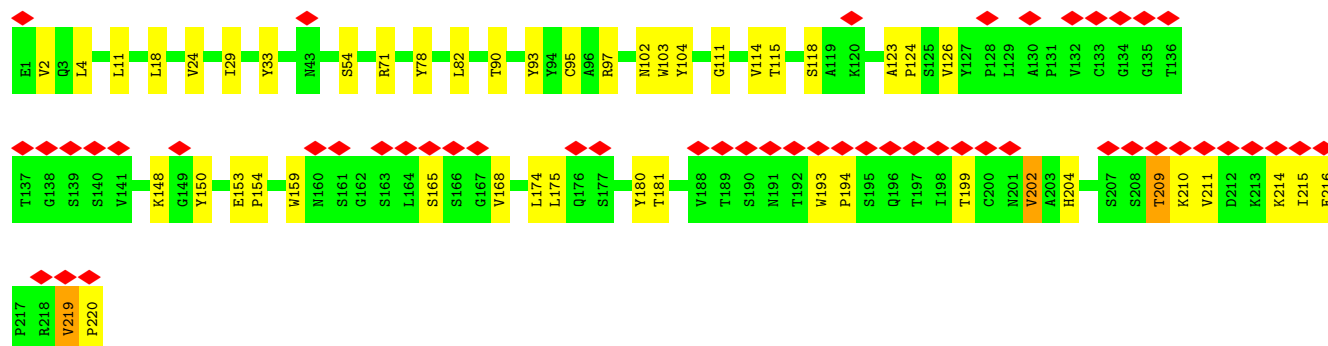 E1 V2 Q3 L4 L11 L18 V24 I29 Y33 N43 S54 R71 Y78 L82 T90 Y93 Y94 C95 A96 R97 N102 W103 Y104 G111 V114 T115 S118 A119 K120 A123 P124 S125 V126 Y127 P128 L129 A130 P131 V132 C133 G134 G135 T136
T137 G138 S139 S140 V141 K148 G149 Y150 E153 P154 W159 N160 S161 G162 S163 L164 S165 S166 G167 V168 L174 L175 Q176 S177 Y180 T181 V188 T189 S190 N191 T192 W193 P194 S195 Q196 T197 I198 T199 C200 N201 V202 A203 H204 S207 S208 T209 K210 V211 D212 K213 K214 I215 E216
P217 R218 V219 P220